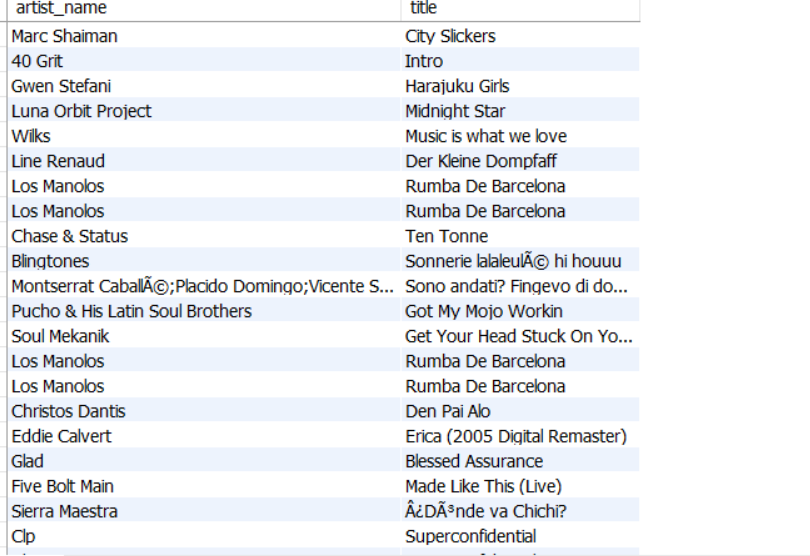 artist_name title
Marc Shaiman City Slickers
40 Grit Intro
Gwen Stefani Harajuku Girls
Luna Orbit Project Midnight Star
Wilks Music is what we love
Line Renaud Der Kleine Dompfaff
Los Manolos Rumba De Barcelona
Los Manolos Rumba De Barcelona
Chase & Status Ten Tonne
Blingtones Sonnerie lalaleulÃ© hi houuu
Montserrat CaballÃ©;Placido Domingo;Vicente S... Sono andati? Fingevo di do...
Pucho & His Latin Soul Brothers Got My Mojo Workin
Soul Mekanik Get Your Head Stuck On Yo...
Los Manolos Rumba De Barcelona
Los Manolos Rumba De Barcelona
Christos Dantis Den Pai Alo
Eddie Calvert Erica (2005 Digital Remaster)
Glad Blessed Assurance
Five Bolt Main Made Like This (Live)
Sierra Maestra Â¿DÃ³nde va Chichi?
Clp Superconfidential